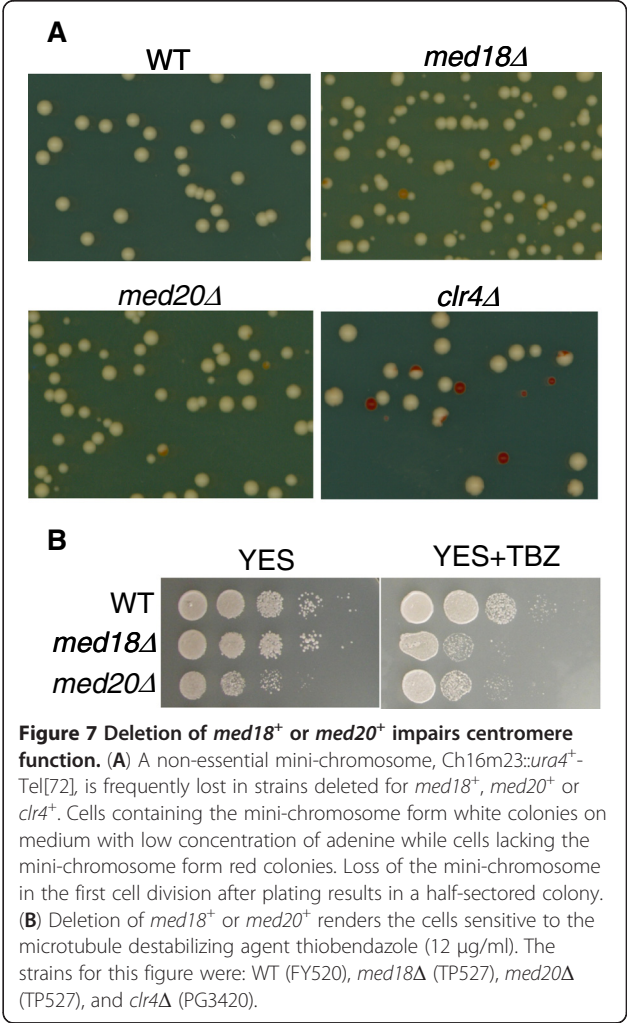 A
WT
med18Δ
med20Δ
clr4Δ
B
YES
YES+TBZ
WT
med18Δ
med20Δ
Figure 7 Deletion of med18⁺ or med20⁺ impairs centromere
function. (A) A non-essential mini-chromosome, Ch16m23::ura4⁺-
Tel[72], is frequently lost in strains deleted for med18⁺, med20⁺ or
clr4⁺. Cells containing the mini-chromosome form white colonies on
medium with low concentration of adenine while cells lacking the
mini-chromosome form red colonies. Loss of the mini-chromosome
in the first cell division after plating results in a half-sectored colony.
(B) Deletion of med18⁺ or med20⁺ renders the cells sensitive to the
microtubule destabilizing agent thiobendazole (12 μg/ml). The
strains for this figure were: WT (FY520), med18Δ (TP527), med20Δ
(TP527), and clr4Δ (PG3420).